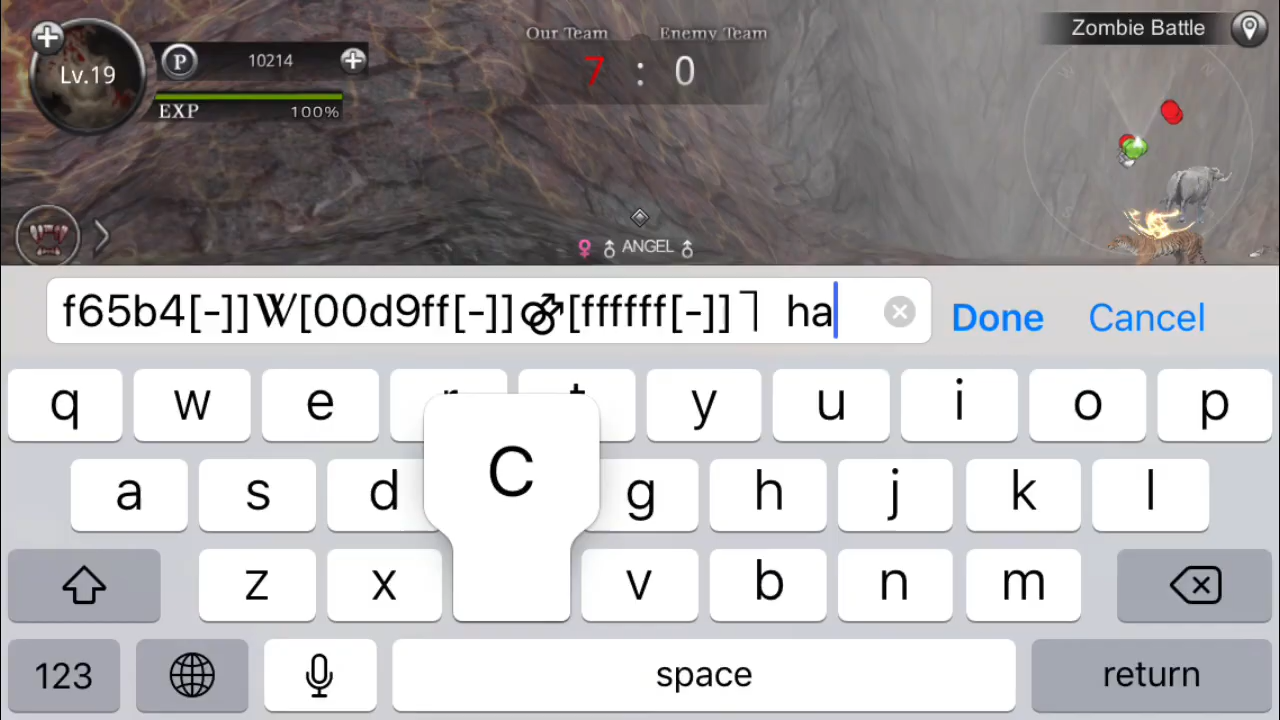 Our Team Enemy Team
Zombie Battle
Lv.19
P 10214
7 : 0
EXP 100%
W N
S
♀ ♁ ANGEL ♁
f65b4[-]]W[00d9ff[-]]⚣[ffffff[-]]㇕ ha
Done Cancel
q w e r t y u i o p
a s d g h j k l
C
z x v b n m
123 space return